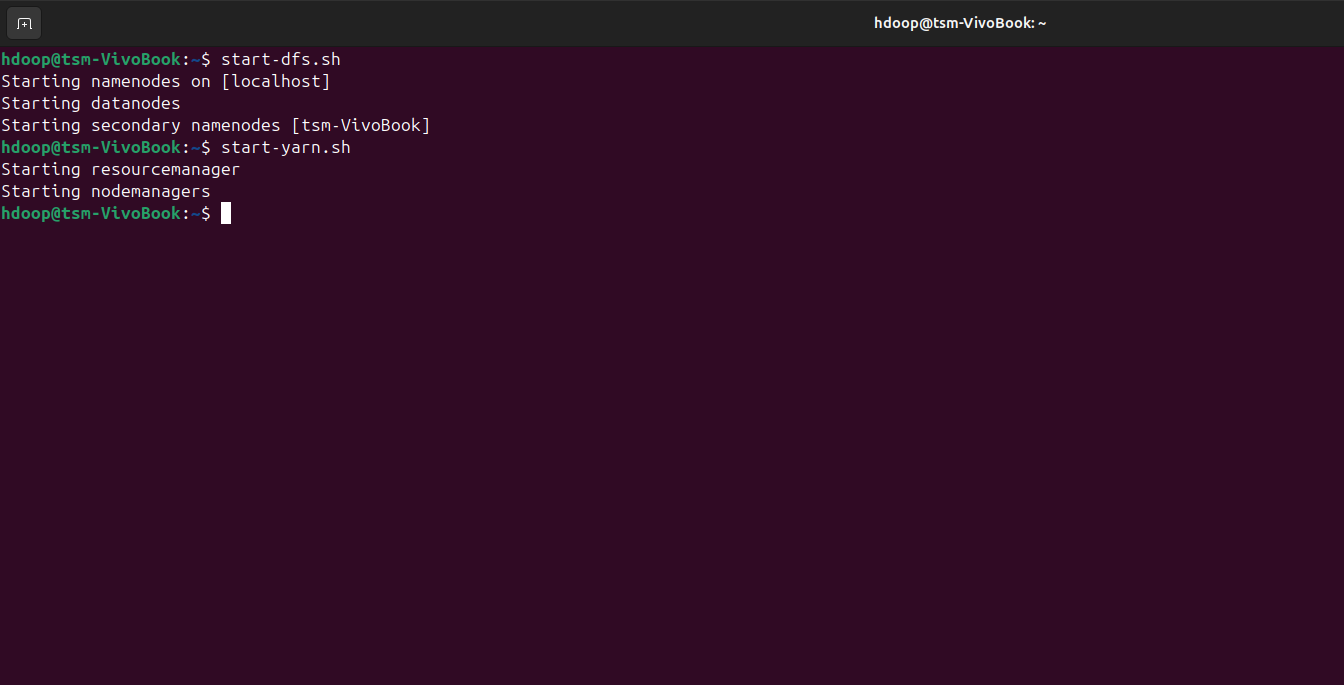 hdoop@tsm-VivoBook: ~
hdoop@tsm-VivoBook:~$ start-dfs.sh
Starting namenodes on [localhost]
Starting datanodes
Starting secondary namenodes [tsm-VivoBook]
hdoop@tsm-VivoBook:~$ start-yarn.sh
Starting resourcemanager
Starting nodemanagers
hdoop@tsm-VivoBook:~$